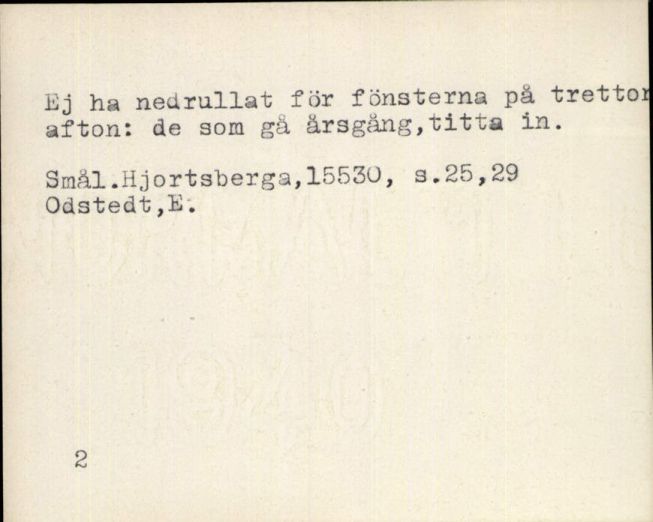 Ej ha nedrullat för fönsterna på tretton
afton: de som gå årsgång,titta in.
Smål.Hjortsberga,15530, s.25,29
Odstedt,E.
2